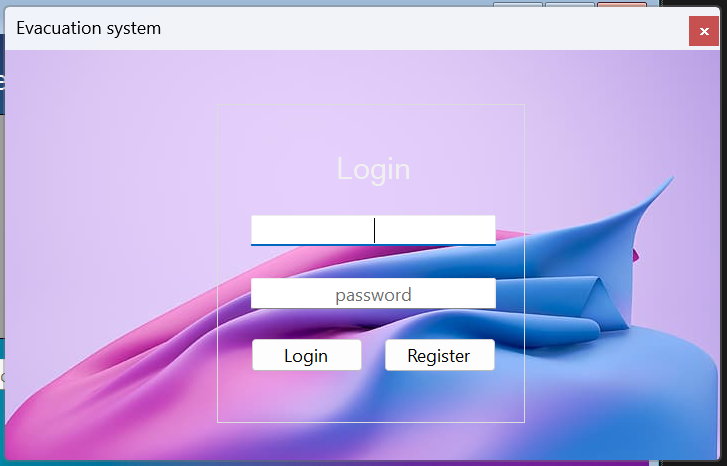 Evacuation system
Login
password
Login Register